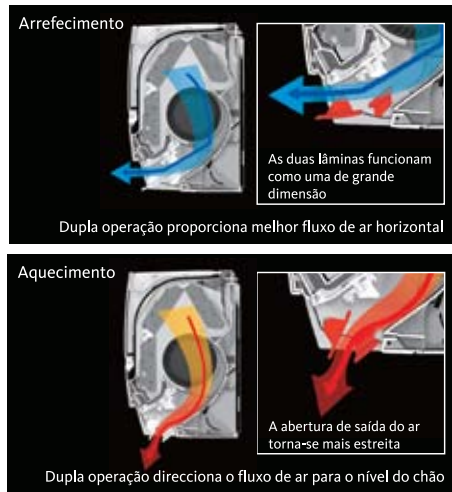 Arrefecimento
As duas lâminas funcionam
como uma de grande
dimensão
Dupla operação proporciona melhor fluxo de ar horizontal
Aquecimento
A abertura de saída do ar
torna-se mais estreita
Dupla operação direcciona o fluxo de ar para o nível do chão